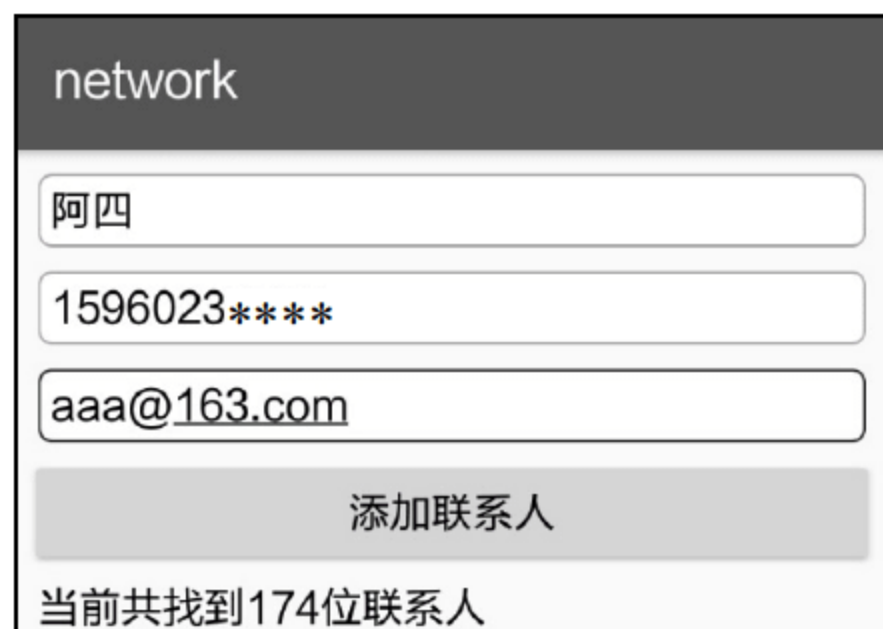 network
阿四
1596023****
aaa@163.com
添加联系人
当前共找到174位联系人